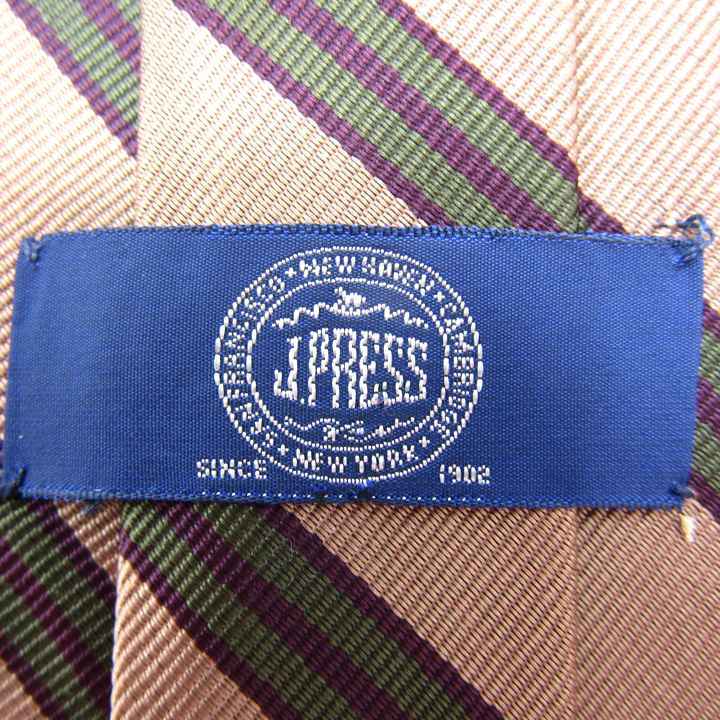 SAN FRANCISCO • NEW HAVEN • CAMBRIDGE
J.PRESS
• NEW YORK •
SINCE 1902